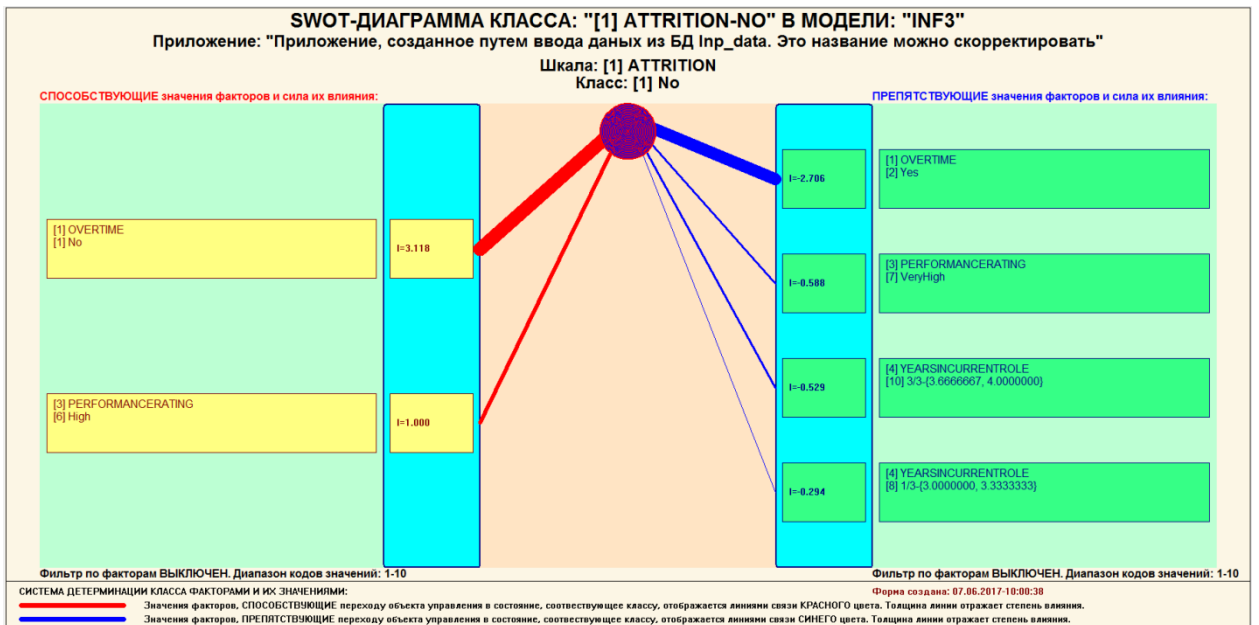 SWOT-ДИАГРАММА КЛАССА: "[1] ATTRITION-NO" В МОДЕЛИ: "INF3"
Приложение: "Приложение, созданное путем ввода даных из БД Inp_data. Это название можно скорректировать"
Шкала: [1] ATTRITION
Класс: [1] No
СПОСОБСТВУЮЩИЕ значения факторов и сила их влияния:
ПРЕПЯТСТВУЮЩИЕ значения факторов и сила их влияния:
[1] OVERTIME
[1] No
I=3.118
[3] PERFORMANCERATING
[6] High
I=1.000
I=-2.706
[1] OVERTIME
[2] Yes
I=-0.588
[3] PERFORMANCERATING
[7] VeryHigh
I=-0.529
[4] YEARSINCURRENTROLE
[10] 3/3-{3.6666667, 4.0000000}
I=-0.294
[4] YEARSINCURRENTROLE
[8] 1/3-{3.0000000, 3.3333333}
Фильтр по факторам ВЫКЛЮЧЕН. Диапазон кодов значений: 1-10
Фильтр по факторам ВЫКЛЮЧЕН. Диапазон кодов значений: 1-10
СИСТЕМА ДЕТЕРМИНАЦИИ КЛАССА ФАКТОРАМИ И ИХ ЗНАЧЕНИЯМИ:
Форма создана: 07.06.2017-10:00:38
Значения факторов, СПОСОБСТВУЮЩИЕ переходу объекта управления в состояние, соотвествующее классу, отображается линиями связи КРАСНОГО цвета. Толщина линии отражает степень влияния.
Значения факторов, ПРЕПЯТСТВУЮЩИЕ переходу объекта управления в состояние, соотвествующее классу, отображается линиями связи СИНЕГО цвета. Толщина линии отражает степень влияния.